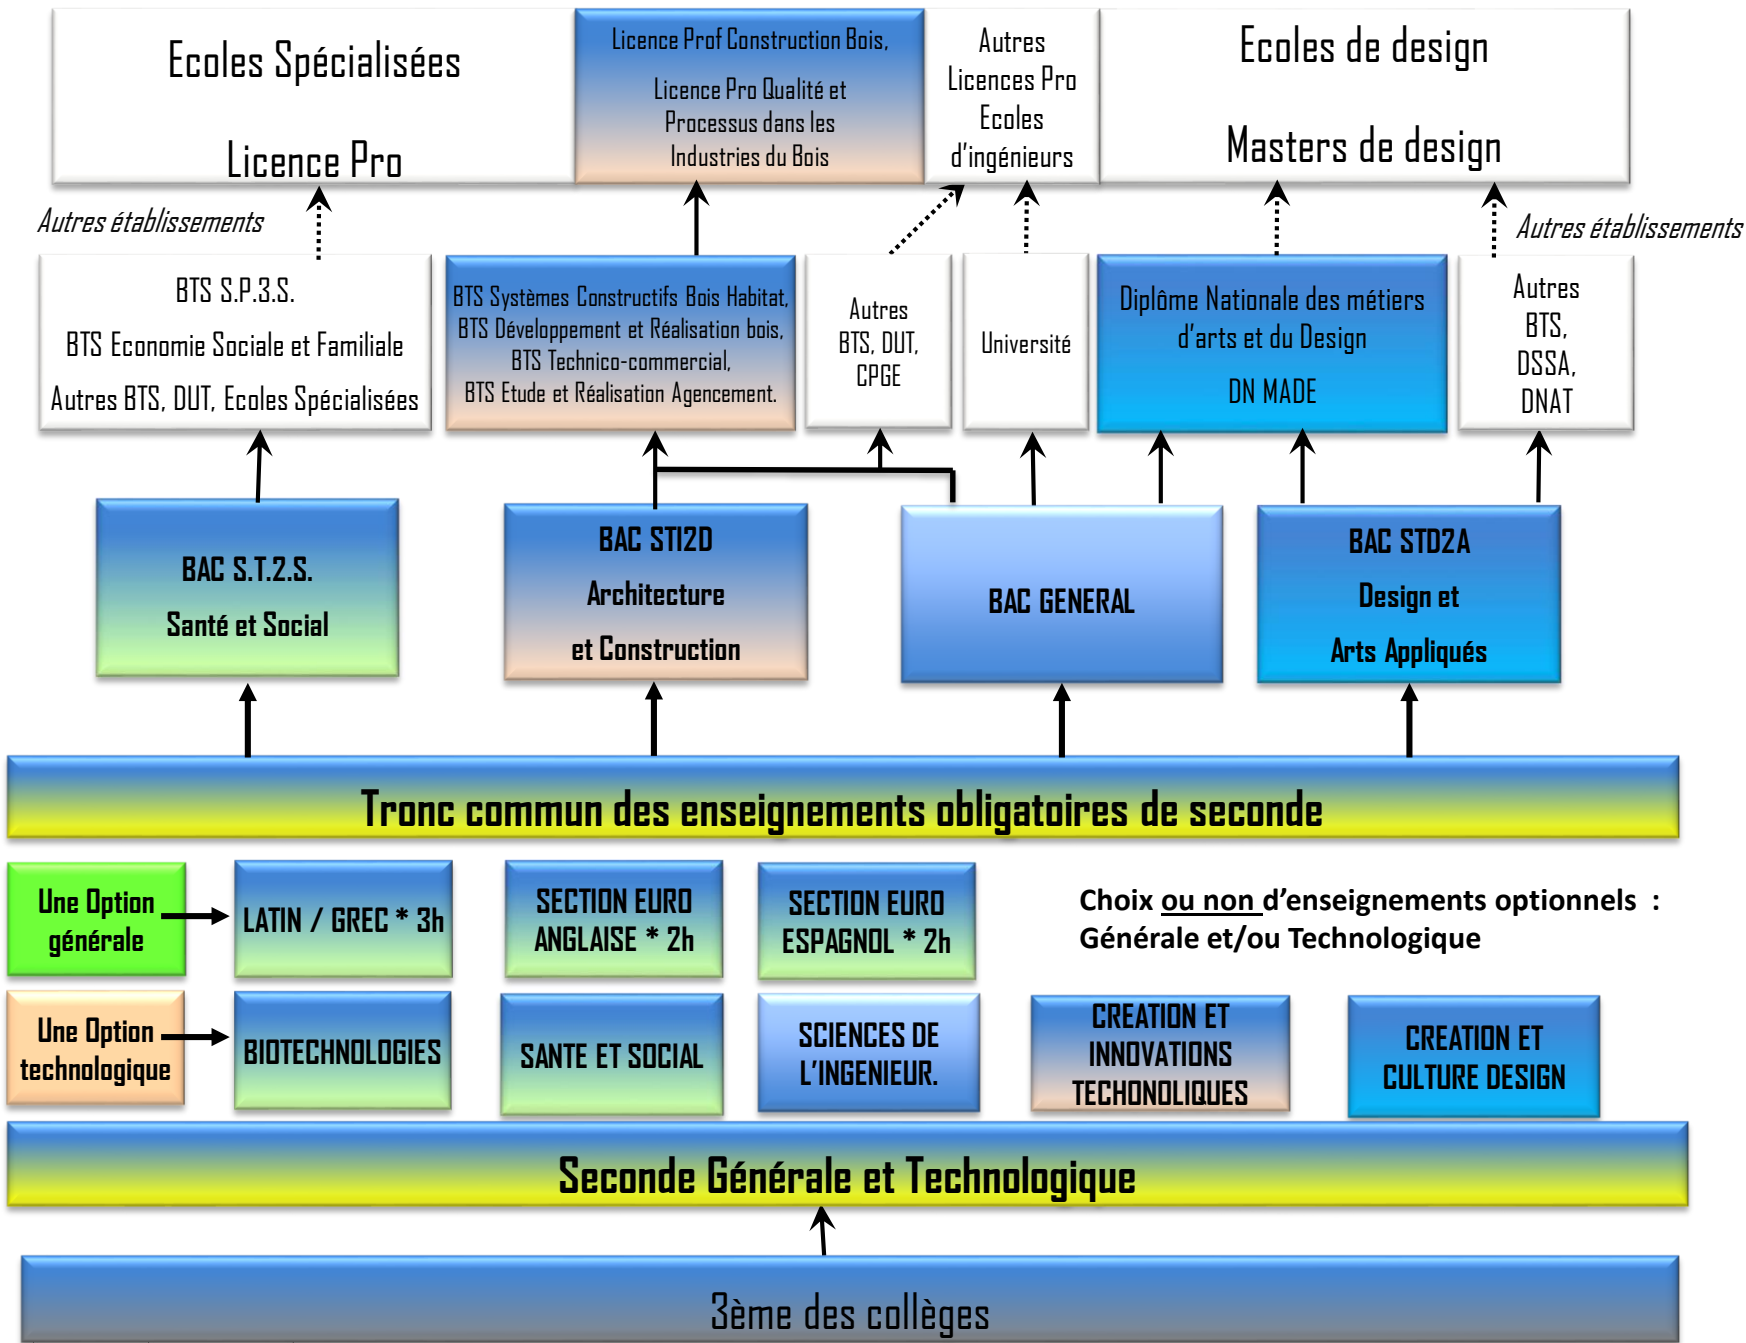 Ecoles Spécialisées
Licence Pro
Licence Prof Construction Bois,
Licence Pro Qualité et
Processus dans les
Industries du Bois
Autres
Licences Pro
Ecoles
d'ingénieurs
Ecoles de design
Masters de design
Autres établissements
Autres établissements
BTS S.P.3.S.
BTS Economie Sociale et Familiale
Autres BTS, DUT, Ecoles Spécialisées
BTS Systèmes Constructifs Bois Habitat,
BTS Développement et Réalisation bois,
BTS Technico-commercial,
BTS Etude et Réalisation Agencement.
Autres
BTS, DUT,
CPGE
Université
Diplôme Nationale des métiers
d'arts et du Design
DN MADE
Autres
BTS,
DSSA,
DNAT
BAC S.T.2.S.
Santé et Social
BAC STI2D
Architecture
et Construction
BAC GENERAL
BAC STD2A
Design et
Arts Appliqués
Tronc commun des enseignements obligatoires de seconde
Une Option
générale
LATIN / GREC * 3h
SECTION EURO
ANGLAISE * 2h
SECTION EURO
ESPAGNOL * 2h
Choix ou non d'enseignements optionnels :
Générale et/ou Technologique
Une Option
technologique
BIOTECHNOLOGIES
SANTE ET SOCIAL
SCIENCES DE
L'INGENIEUR.
CREATION ET
INNOVATIONS
TECHONOLIQUES
CREATION ET
CULTURE DESIGN
Seconde Générale et Technologique
3ème des collèges